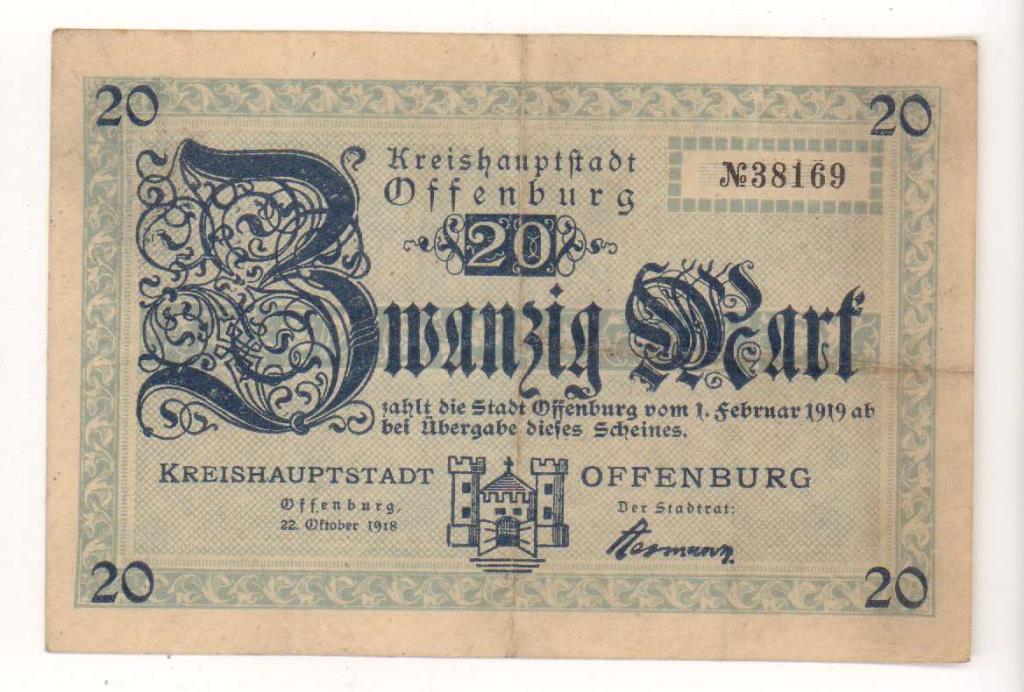 20
20
Kreishauptſtadt
Offenburg
№38169
20
Zwanzig Mark
zahlt die Stadt Offenburg vom 1. Februar 1919 ab
bei Übergabe dieſes Scheines.
KREISHAUPTSTADT OFFENBURG
Offenburg,
22. Oktober 1918
Der Stadtrat:
Hermann
20
20